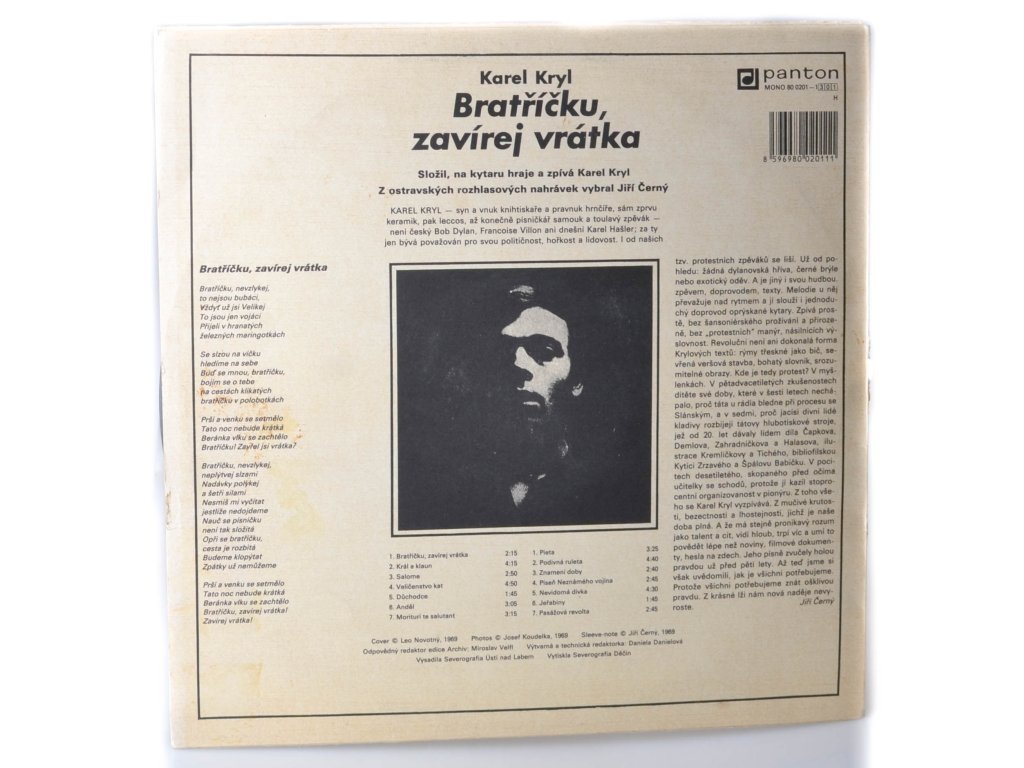 Karel Kryl
Bratříčku,
zavírej vrátka
panton
MONO 80 0201-1 301
H
8 596980 020111
Složil, na kytaru hraje a zpívá Karel Kryl
Z ostravských rozhlasových nahrávek vybral Jiří Černý
KAREL KRYL — syn a vnuk knihtiskaře a pravnuk hrnčíře, sám zprvu
keramik, pak leccos, až konečně písničkář samouk a toulavý zpěvák —
není český Bob Dylan, Francoise Villon ani dnešní Karel Hašler; za ty
jen bývá považován pro svou političnost, hořkost a lidovost. I od našich
tzv. protestních zpěváků se liší. Už od po-
hledu: žádná dylanovská hříva, černé brýle
nebo exotický oděv. A je jiný i svou hudbou,
zpěvem, doprovodem, texty. Melodie u něj
převažuje nad rytmem a jí slouží i jednodu-
chý doprovod oprýskané kytary. Zpívá pros-
tě, bez šansoniérského prožívání a přiroze-
ně, bez „protestních" manýr, násilnicích vý-
slovnost. Revoluční není ani dokonalá forma
Krylových textů: rýmy třeskné jako bič, se-
vřená veršová stavba, bohatý slovník, srozu-
mitelné obrazy. Kde je tedy protest? V myš-
lenkách. V pětadvacetiletých zkušenostech
dítěte své doby, které v šesti letech nechá-
palo, proč táta u rádia bledne při procesu se
Slánským, a v sedmi, proč jacísi divní lidé
kladivy rozbíjejí tátovy hlubotiskové stroje,
jež od 20. let dávaly lidem díla Čapkova,
Demlova, Zahradníčkova a Halasova, ilu-
strace Kremličkovy a Tichého, bibliofilskou
Kytici Zrzavého a Špálovu Babičku. V poci-
tech desetiletého, skopaného před očima
učitelky se schodů, protože jí kazil stopro-
centní organizovanost v pionýru. Z toho vše-
ho se Karel Kryl vyzpívává. Z mučivé krutos-
ti, bezectnosti a lhostejnosti, jichž je naše
doba plná. A že má stejně pronikavý rozum
jako talent a cit, vidí hloub, trpí víc a umí to
povědět lépe než noviny, filmové dokumen-
ty, hesla na zdech. Jeho písně zvučely holou
pravdou už před pěti lety. Až teď jsme si
však uvědomili, jak je všichni potřebujeme.
Protože všichni potřebujeme znát ošklivou
pravdu. Z krásné lži nám nová naděje nevy-
roste.
Jiří Černý
Bratříčku, zavírej vrátka
Bratříčku, nevzlykej,
to nejsou bubáci,
Vždyť už jsi Velikej
To jsou jen vojáci
Přijeli v hranatých
železných maringotkách
Se slzou na víčku
hledíme na sebe
Buď se mnou, bratříčku,
bojím se o tebe
na cestách klikatých
bratříčku v polobotkách
Prší a venku se setmělo
Tato noc nebude krátká
Beránka vlku se zachtělo
Bratříčku! Zavřel jsi vrátka?
Bratříčku, nevzlykej,
neplýtvej slzami
Nadávky polykej
a šetři silami
Nesmíš mi vyčítat
jestliže nedojdeme
Nauč se písničku
není tak složitá
Opři se bratříčku,
cesta je rozbitá
Budeme klopýtat
Zpátky už nemůžeme
Prší a venku se setmělo
Tato noc nebude krátká
Beránka vlku se zachtělo
Bratříčku, zavírej vrátka!
Zavírej vrátka!
1. Bratříčku, zavírej vrátka 2:15
2. Král a klaun 4:15
3. Salome 2:50
4. Veličenstvo kat 4:50
5. Důchodce 1:45
6. Anděl 3:05
7. Morituri te salutant 3:15
1. Pieta 3:25
2. Podivná ruleta 4:40
3. Znamení doby 2:40
4. Píseň Neznámého vojína 2:45
5. Nevidomá dívka 4:30
6. Jeřabiny 1:45
7. Pasážová revolta 2:45
Cover © Leo Novotný, 1969 Photos © Josef Koudelka, 1969 Sleeve-note © Jiří Černý, 1969
Odpovědný redaktor edice Archiv: Miroslav Velfl Výtvarná a technická redaktorka: Daniela Danielová
Vysadila Severografia Ústí nad Labem Vytiskla Severografia Děčín